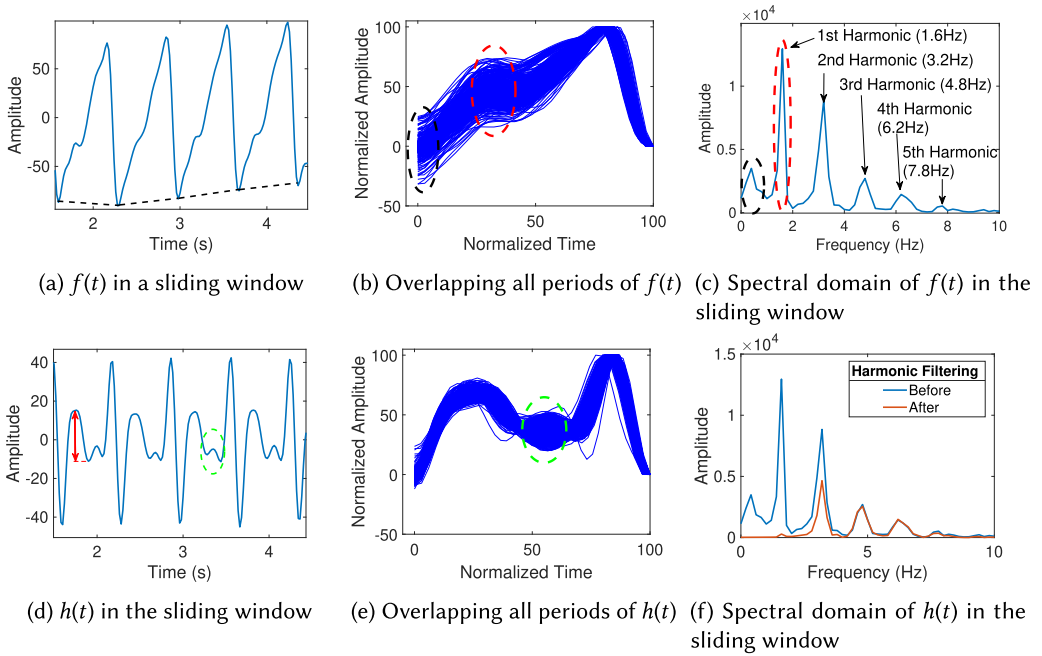 Amplitude
50
0
-50
2
3
4
Time (s)
(a) f(t) in a sliding window
Normalized Amplitude
100
50
0
-50
0
50
100
Normalized Time
(b) Overlapping all periods of f(t)
×10⁴
Amplitude
1
0.5
0
0
2
4
6
8
10
Frequency (Hz)
1st Harmonic (1.6Hz)
2nd Harmonic (3.2Hz)
3rd Harmonic (4.8Hz)
4th Harmonic
(6.2Hz)
5th Harmonic
(7.8Hz)
(c) Spectral domain of f(t) in the
sliding window
Amplitude
40
20
0
-20
-40
2
3
4
Time (s)
(d) h(t) in the sliding window
Normalized Amplitude
100
50
0
-50
0
50
100
Normalized Time
(e) Overlapping all periods of h(t)
×10⁴
Amplitude
1.5
1
0.5
0
0
5
10
Frequency (Hz)
Harmonic Filtering
Before
After
(f) Spectral domain of h(t) in the
sliding window